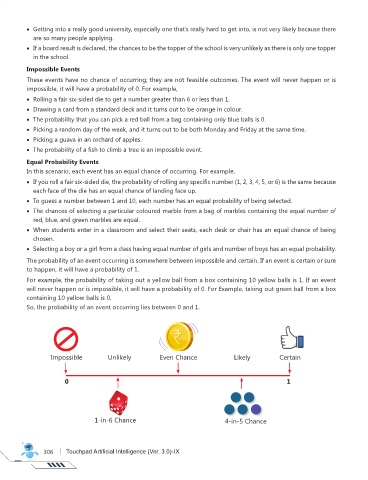 • Getting into a really good university, especially one that's really hard to get into, is not very likely because there
are so many people applying.
• If a board result is declared, the chances to be the topper of the school is very unlikely as there is only one topper
in the school.
Impossible Events
These events have no chance of occurring; they are not feasible outcomes. The event will never happen or is
impossible, it will have a probability of 0. For example,
• Rolling a fair six-sided die to get a number greater than 6 or less than 1.
• Drawing a card from a standard deck and it turns out to be orange in colour.
• The probability that you can pick a red ball from a bag containing only blue balls is 0.
• Picking a random day of the week, and it turns out to be both Monday and Friday at the same time.
• Picking a guava in an orchard of apples.
• The probability of a fish to climb a tree is an impossible event.
Equal Probability Events
In this scenario, each event has an equal chance of occurring. For example,
• If you roll a fair six-sided die, the probability of rolling any specific number (1, 2, 3, 4, 5, or 6) is the same because
each face of the die has an equal chance of landing face up.
• To guess a number between 1 and 10, each number has an equal probability of being selected.
• The chances of selecting a particular coloured marble from a bag of marbles containing the equal number of
red, blue, and green marbles are equal.
• When students enter in a classroom and select their seats, each desk or chair has an equal chance of being
chosen.
• Selecting a boy or a girl from a class having equal number of girls and number of boys has an equal probability.
The probability of an event occurring is somewhere between impossible and certain. If an event is certain or sure
to happen, it will have a probability of 1.
For example, the probability of taking out a yellow ball from a box containing 10 yellow balls is 1. If an event
will never happen or is impossible, it will have a probability of 0. For Example, taking out green ball from a box
containing 10 yellow balls is 0.
So, the probability of an event occurring lies between 0 and 1.
Impossible Unlikely Even Chance Likely Certain
0 1
1-in-6 Chance 4-in-5 Chance
306 | Touchpad Artificial Intelligence (Ver. 3.0)-IX